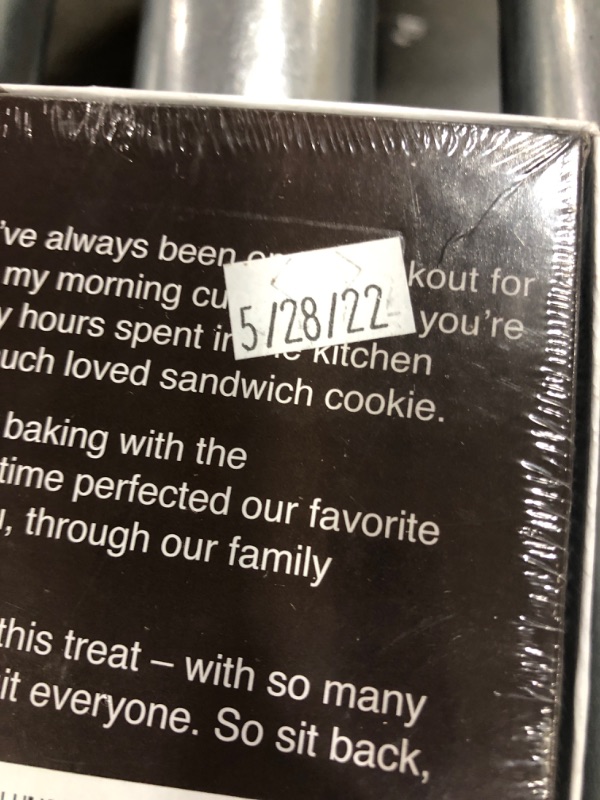 've always been kout for
my morning cu you're
hours spent in kitchen
uch loved sandwich cookie.
5/28/22
baking with the
time perfected our favorite
, through our family
this treat – with so many
it everyone. So sit back,